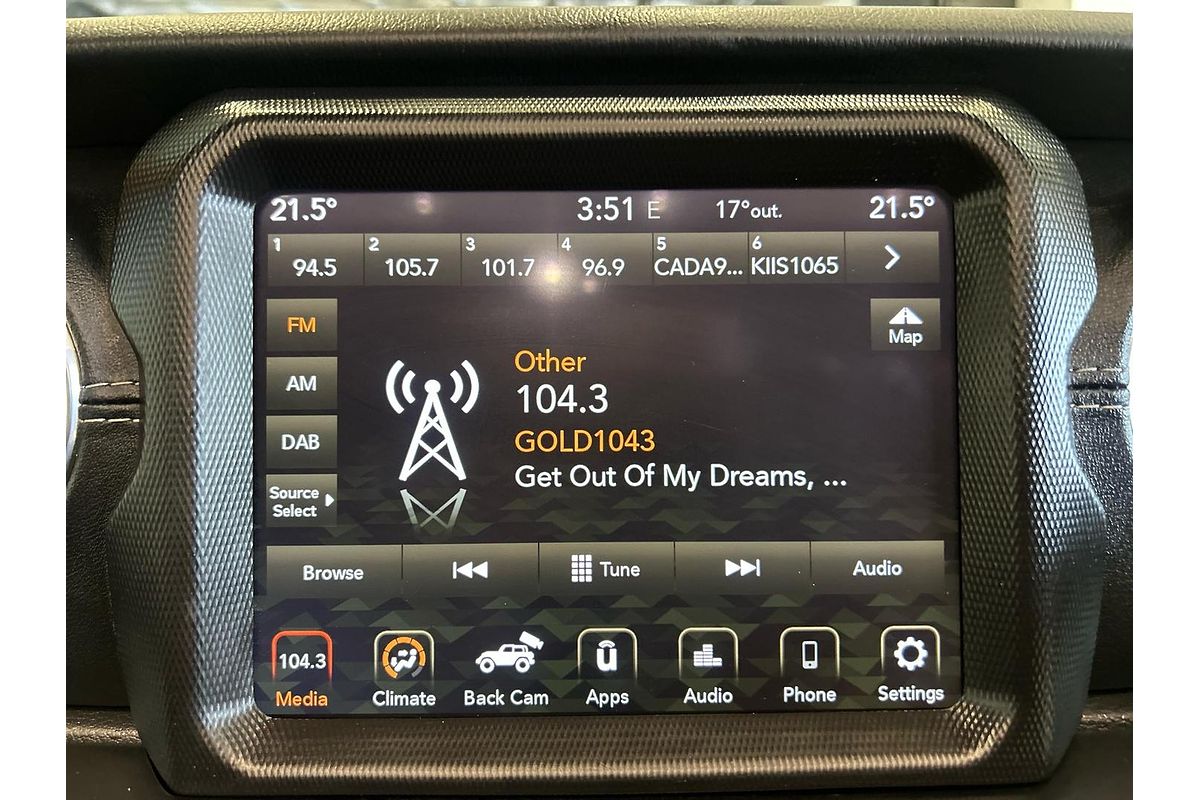 21.5° 3:51 E 17°out. 21.5°
1 94.5 2 105.7 3 101.7 4 96.9 5 CADA9... 6 KIIS1065
FM
Map
AM
DAB
Source
Select
Other
104.3
GOLD1043
Get Out Of My Dreams, ...
Browse Tune Audio
104.3 u
Media Climate Back Cam Apps Audio Phone Settings